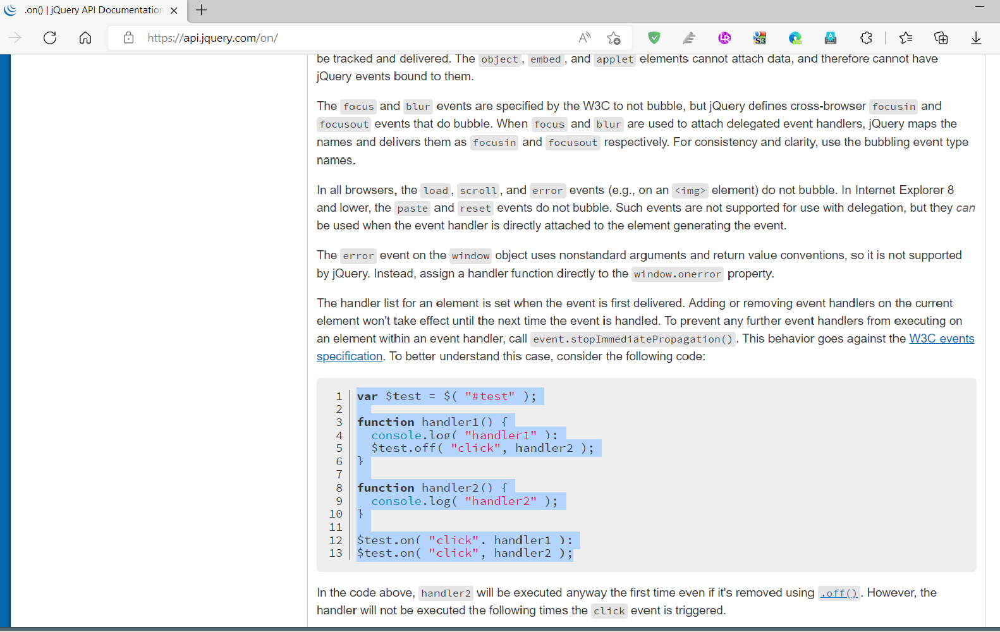 .on() | jQuery API Documentation
https://api.jquery.com/on/
be tracked and delivered. The object, embed, and applet elements cannot attach data, and therefore cannot have
jQuery events bound to them.
The focus and blur events are specified by the W3C to not bubble, but jQuery defines cross-browser focusin and
focusout events that do bubble. When focus and blur are used to attach delegated event handlers, jQuery maps the
names and delivers them as focusin and focusout respectively. For consistency and clarity, use the bubbling event type
names.
In all browsers, the load, scroll, and error events (e.g., on an <img> element) do not bubble. In Internet Explorer 8
and lower, the paste and reset events do not bubble. Such events are not supported for use with delegation, but they can
be used when the event handler is directly attached to the element generating the event.
The error event on the window object uses nonstandard arguments and return value conventions, so it is not supported
by jQuery. Instead, assign a handler function directly to the window.onerror property.
The handler list for an element is set when the event is first delivered. Adding or removing event handlers on the current
element won't take effect until the next time the event is handled. To prevent any further event handlers from executing on
an element within an event handler, call event.stopImmediatePropagation(). This behavior goes against the W3C events
specification. To better understand this case, consider the following code:
1 var $test = $( "#test" );
2
3 function handler1() {
4 console.log( "handler1" );
5 $test.off( "click", handler2 );
6 }
7
8 function handler2() {
9 console.log( "handler2" );
10 }
11
12 $test.on( "click", handler1 );
13 $test.on( "click", handler2 );
In the code above, handler2 will be executed anyway the first time even if it's removed using .off(). However, the
handler will not be executed the following times the click event is triggered.